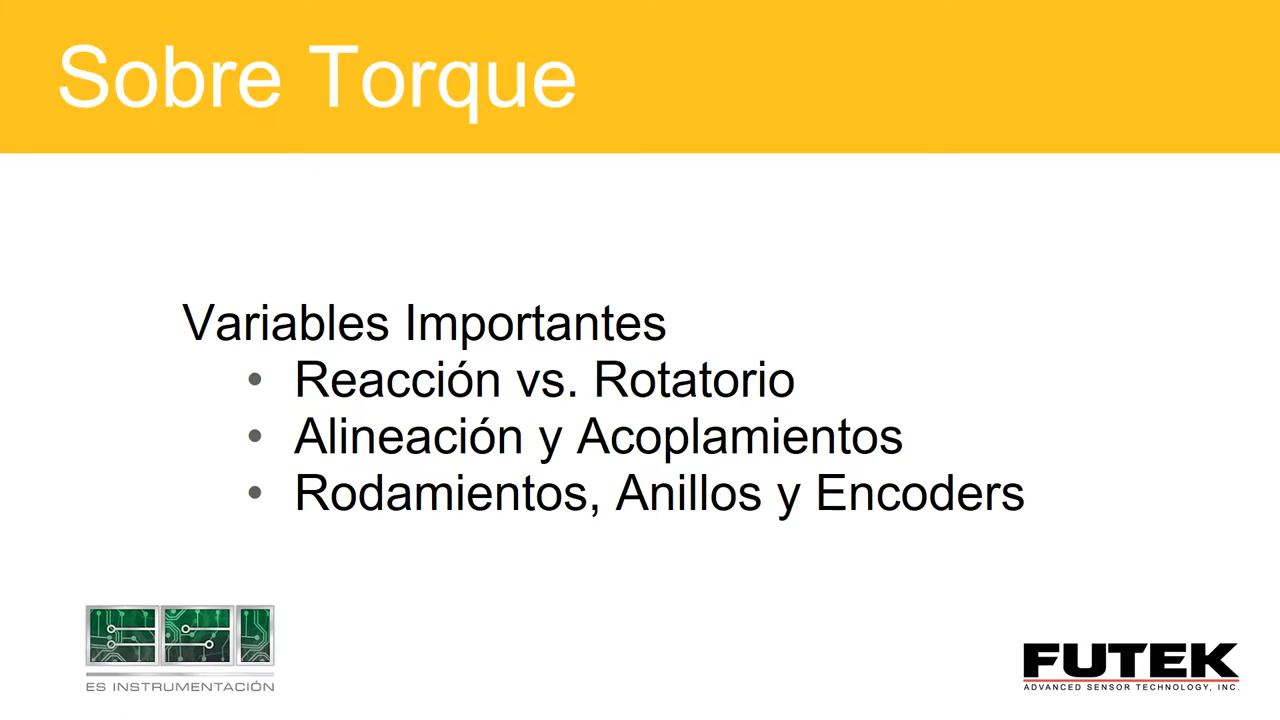 Sobre Torque
Variables Importantes
• Reacción vs. Rotatorio
• Alineación y Acoplamientos
• Rodamientos, Anillos y Encoders
ES INSTRUMENTACIÓN
FUTEK
ADVANCED SENSOR TECHNOLOGY, INC.